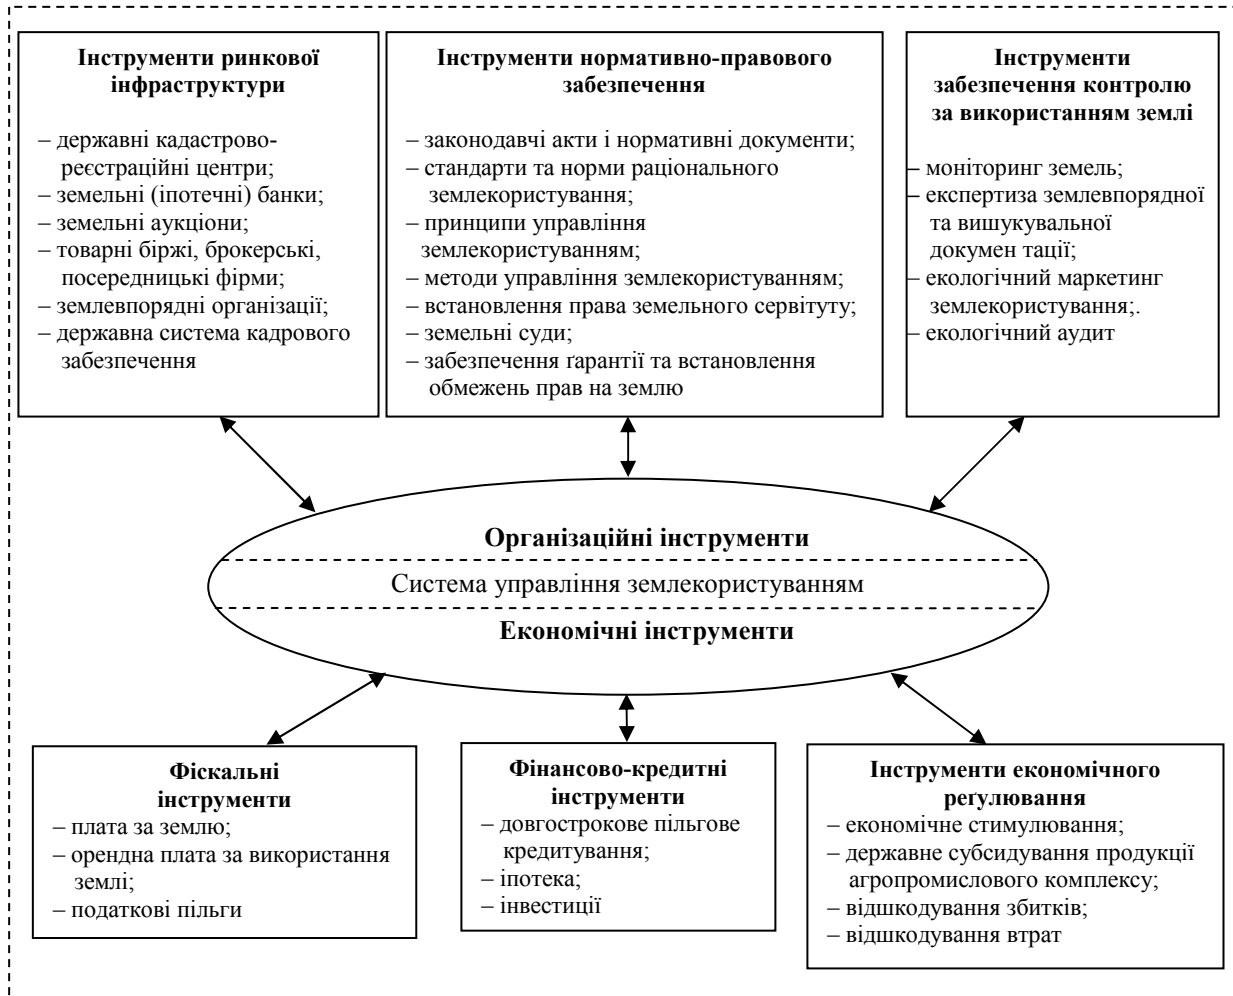 Інструменти ринкової
інфраструктури
– державні кадастрово-
реєстраційні центри;
– земельні (іпотечні) банки;
– земельні аукціони;
– товарні біржі, брокерські,
посередницькі фірми;
– землевпорядні організації;
– державна система кадрового
забезпечення
Інструменти нормативно-правового
забезпечення
– законодавчі акти і нормативні документи;
– стандарти та норми раціонального
землекористування;
– принципи управління
землекористуванням;
– методи управління землекористуванням;
– встановлення права земельного сервітуту;
– земельні суди;
– забезпечення ґарантії та встановлення
обмежень прав на землю
Інструменти
забезпечення контролю
за використанням землі
– моніторинг земель;
– експертиза землевпорядної
та вишукувальної
докумен тації;
– екологічний маркетинг
землекористування;.
– екологічний аудит
Організаційні інструменти
Система управління землекористуванням
Економічні інструменти
Фіскальні
інструменти
– плата за землю;
– орендна плата за використання
землі;
– податкові пільги
Фінансово-кредитні
інструменти
– довгострокове пільгове
кредитування;
– іпотека;
– інвестиції
Інструменти економічного
реґулювання
– економічне стимулювання;
– державне субсидування продукції
агропромислового комплексу;
– відшкодування збитків;
– відшкодування втрат